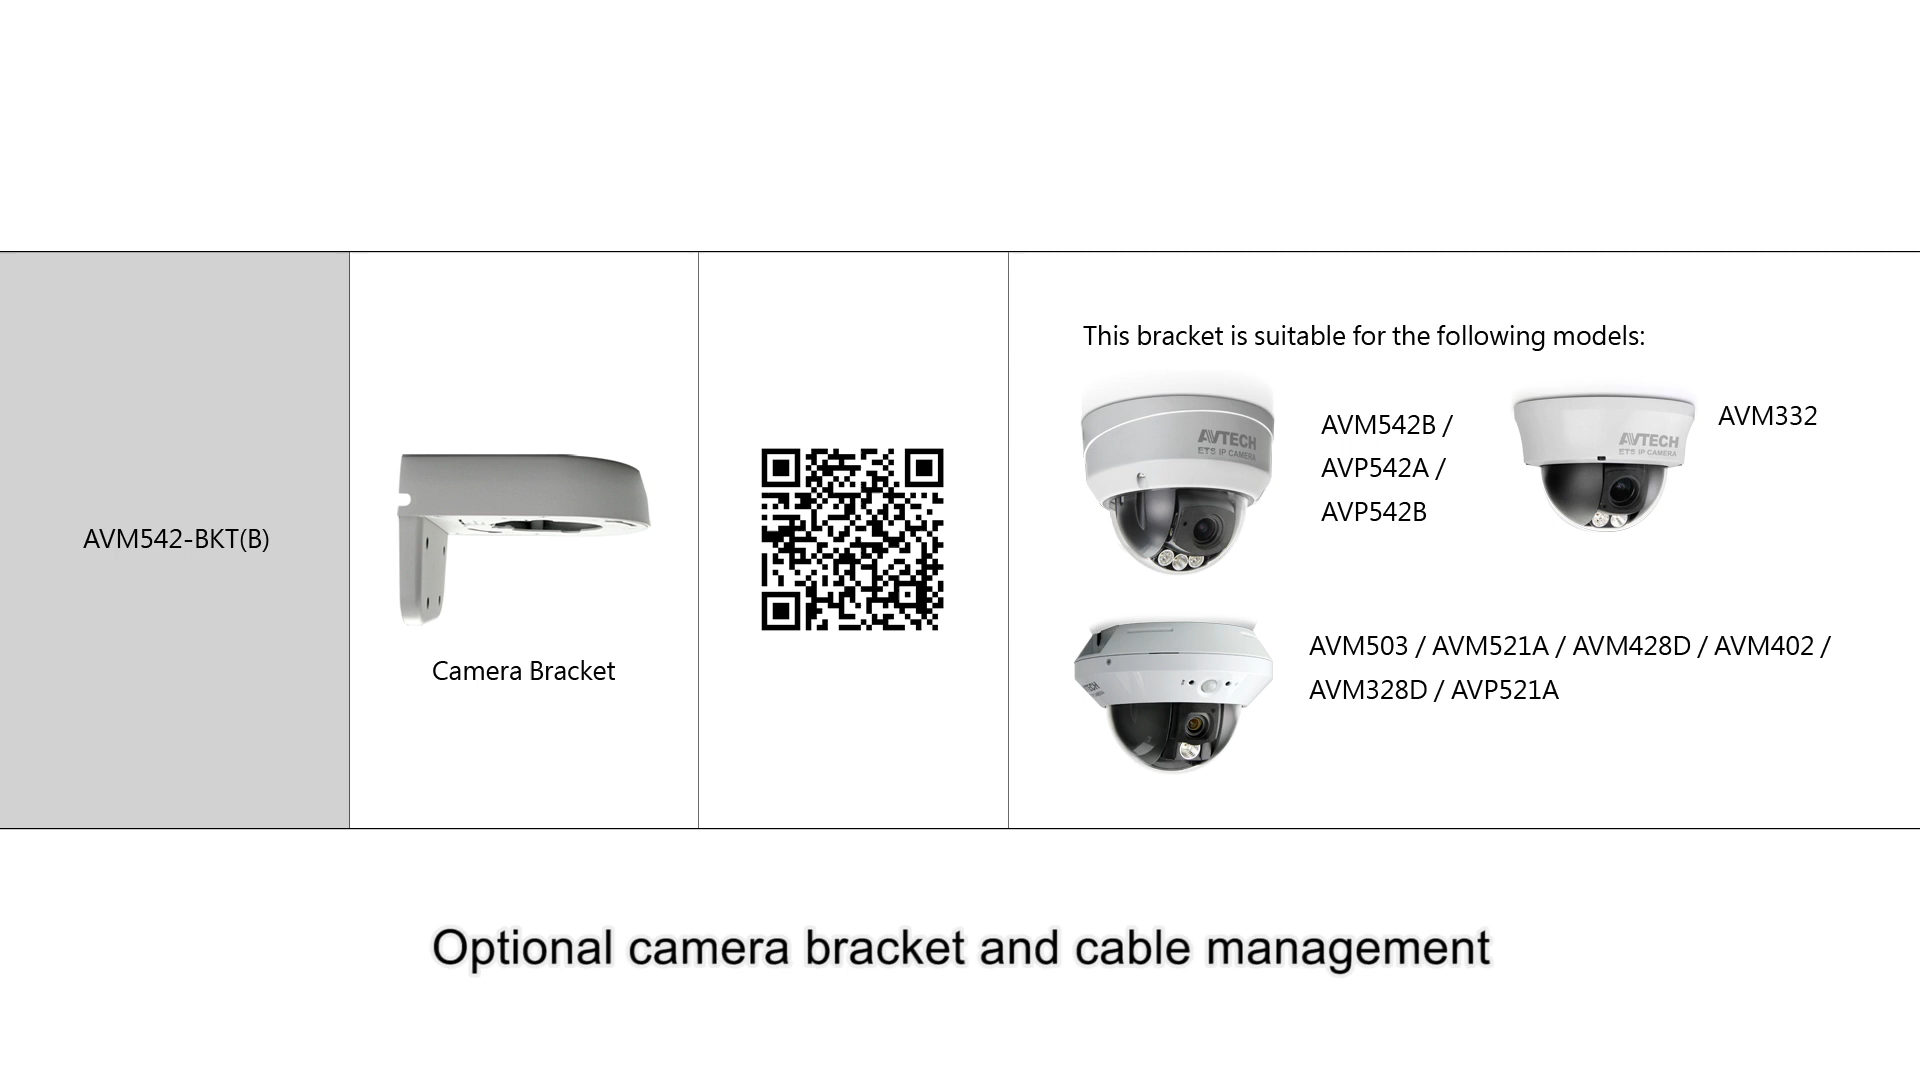 AVM542-BKT(B)
Camera Bracket
This bracket is suitable for the following models:
AVTECH
ETS IP CAMERA
AVM542B /
AVP542A /
AVP542B
AVTECH
ETS IP CAMERA
AVM332
AVM503 / AVM521A / AVM428D / AVM402 /
AVM328D / AVP521A
Optional camera bracket and cable management